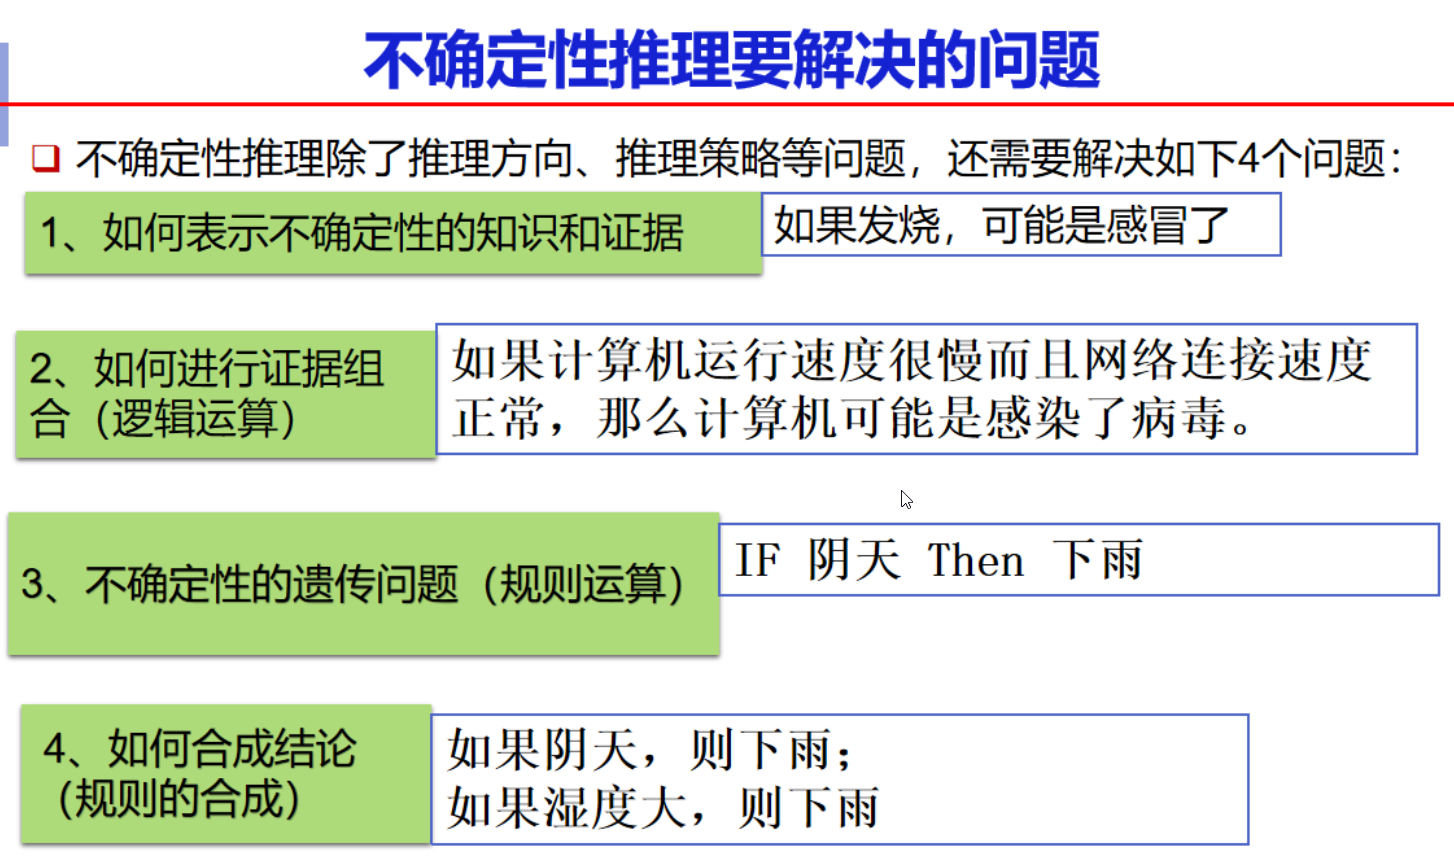 不确定性推理要解决的问题
不确定性推理除了推理方向、推理策略等问题，还需要解决如下4个问题：
1、如何表示不确定性的知识和证据
如果发烧，可能是感冒了
2、如何进行证据组
合（逻辑运算）
如果计算机运行速度很慢而且网络连接速度
正常，那么计算机可能是感染了病毒。
3、不确定性的遗传问题（规则运算）
IF 阴天 Then 下雨
4、如何合成结论
（规则的合成）
如果阴天，则下雨；
如果湿度大，则下雨